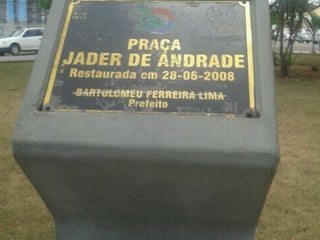 PRAÇA
JADER DE ANDRADE
Restaurada em 28-06-2008
BARTOLOMEU FERREIRA LIMA
Prefeito